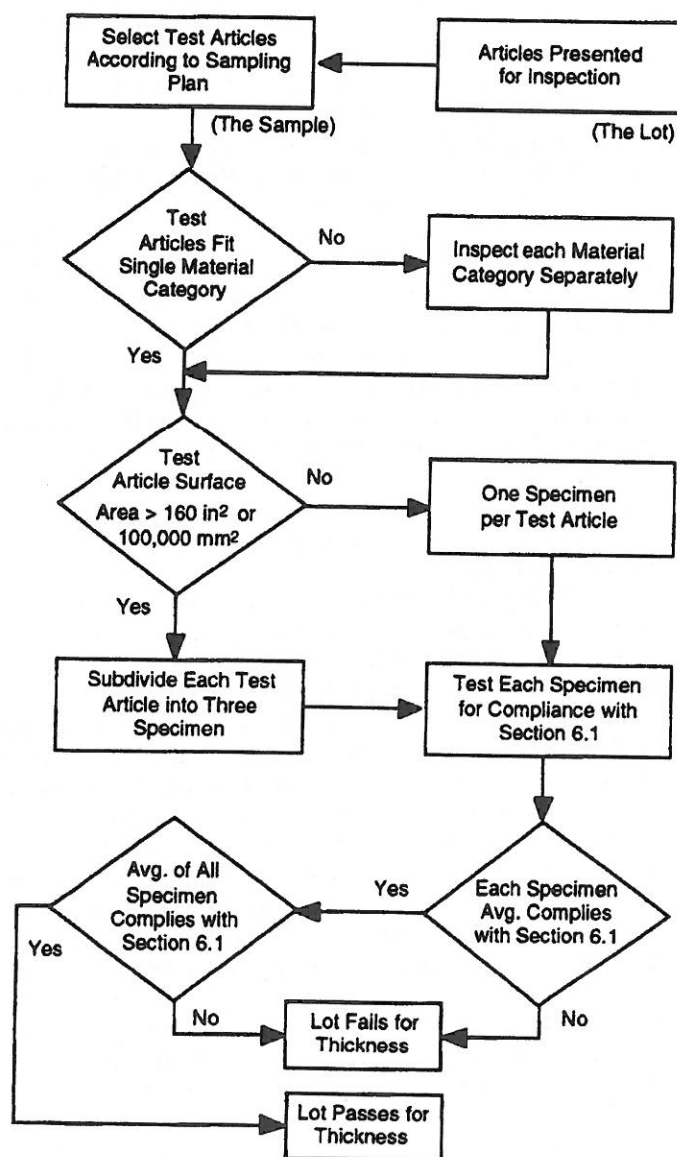 Select Test Articles
According to Sampling
Plan
Articles Presented
for Inspection
(The Sample)
(The Lot)
Test
Articles Fit
Single Material
Category
No
Inspect each Material
Category Separately
Yes
Test
Article Surface
Area > 160 in² or
100,000 mm²
No
One Specimen
per Test Article
Yes
Subdivide Each Test
Article into Three
Specimen
Test Each Specimen
for Compliance with
Section 6.1
Avg. of All
Specimen
Complies with
Section 6.1
Yes
Each Specimen
Avg. Complies
with Section 6.1
Yes
No
Lot Fails for
Thickness
No
Lot Passes for
Thickness